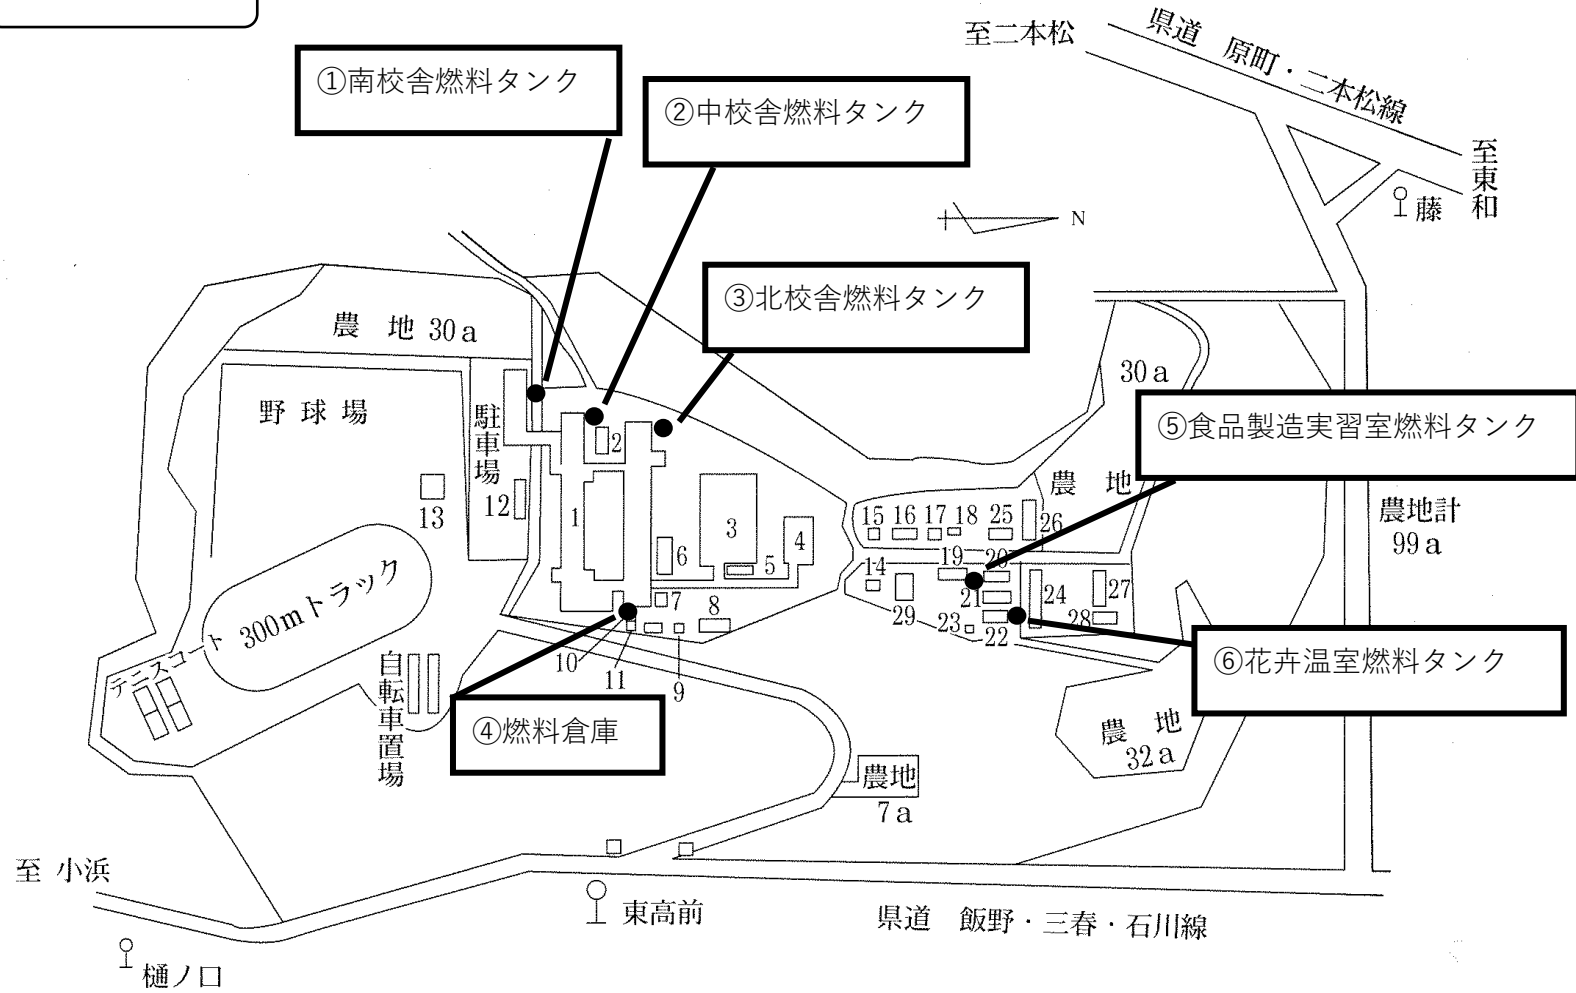 至二本松
県道 原町・二本松線
至東和
藤
N
①南校舎燃料タンク
②中校舎燃料タンク
③北校舎燃料タンク
農 地 30a
野 球 場
駐車場
30a
⑤食品製造実習室燃料タンク
農 地
農地計
99a
1
2
3
4
5
6
7
8
9
10
11
12
13
14
15
16
17
18
19
20
21
22
23
24
25
26
27
28
29
300mトラック
テニスコート
自転車置場
④燃料倉庫
⑥花卉温室燃料タンク
農 地
32a
農地
7a
至 小浜
東高前
県道 飯野・三春・石川線
樋ノ口